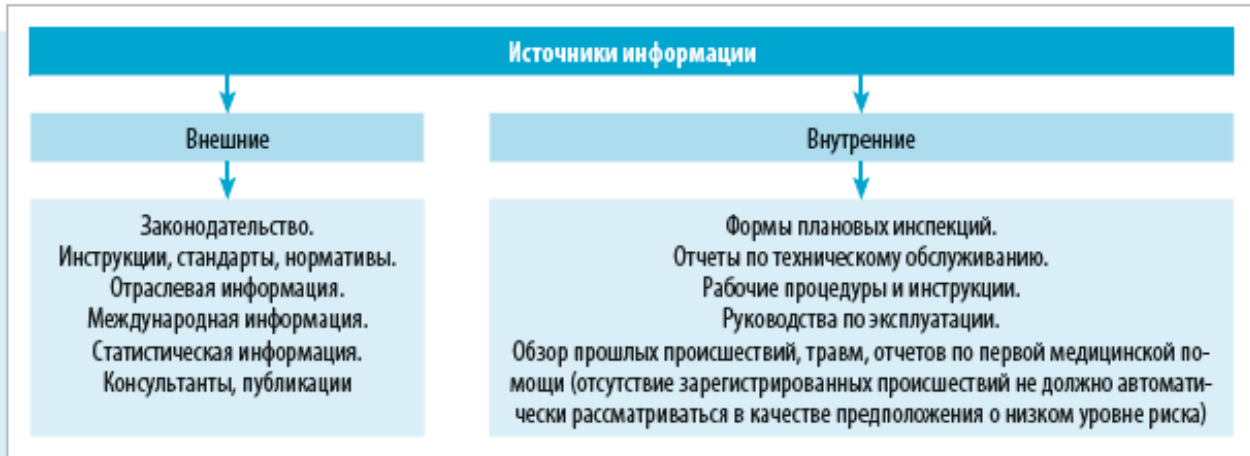 Источники информации
Внешние
Внутренние
Законодательство.
Инструкции, стандарты, нормативы.
Отраслевая информация.
Международная информация.
Статистическая информация.
Консультанты, публикации
Формы плановых инспекций.
Отчеты по техническому обслуживанию.
Рабочие процедуры и инструкции.
Руководства по эксплуатации.
Обзор прошлых происшествий, травм, отчетов по первой медицинской по-
мощи (отсутствие зарегистрированных происшествий не должно автомати-
чески рассматриваться в качестве предположения о низком уровне риска)